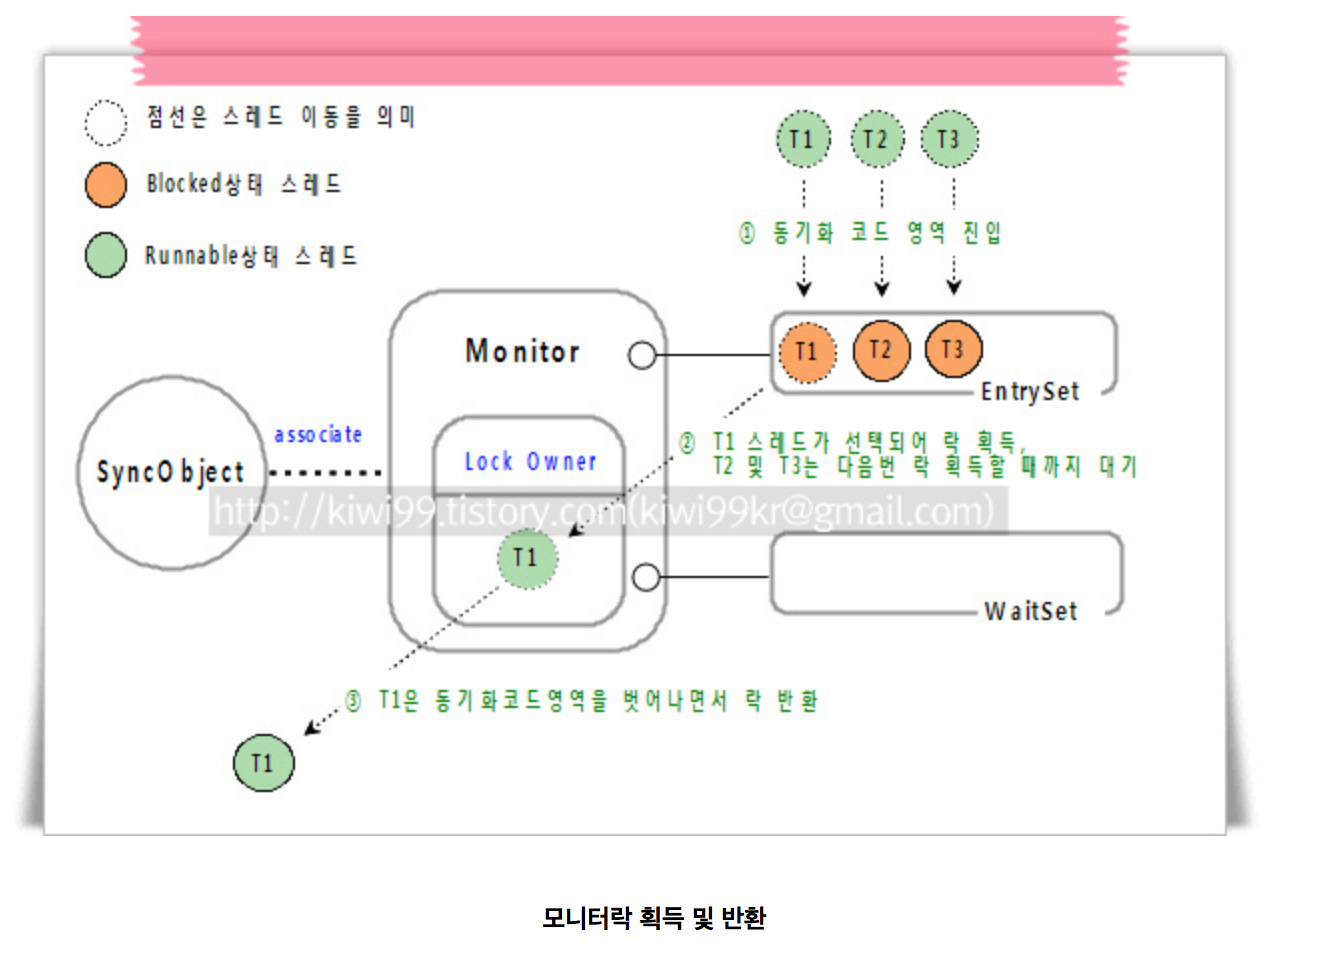 점선은 스레드 이동을 의미
Blocked상태 스레드
Runnable상태 스레드
T1 T2 T3
① 동기화 코드 영역 진입
T1 T2 T3
EntrySet
Monitor
associate
SyncObject
Lock Owner
② T1 스레드가 선택되어 락 획득,
T2 및 T3는 다음번 락 획득할 때까지 대기
http://kiwi99.tistory.com(kiwi99kr@gmail.com)
T1
WaitSet
③ T1은 동기화코드영역을 벗어나면서 락 반환
T1
모니터락 획득 및 반환